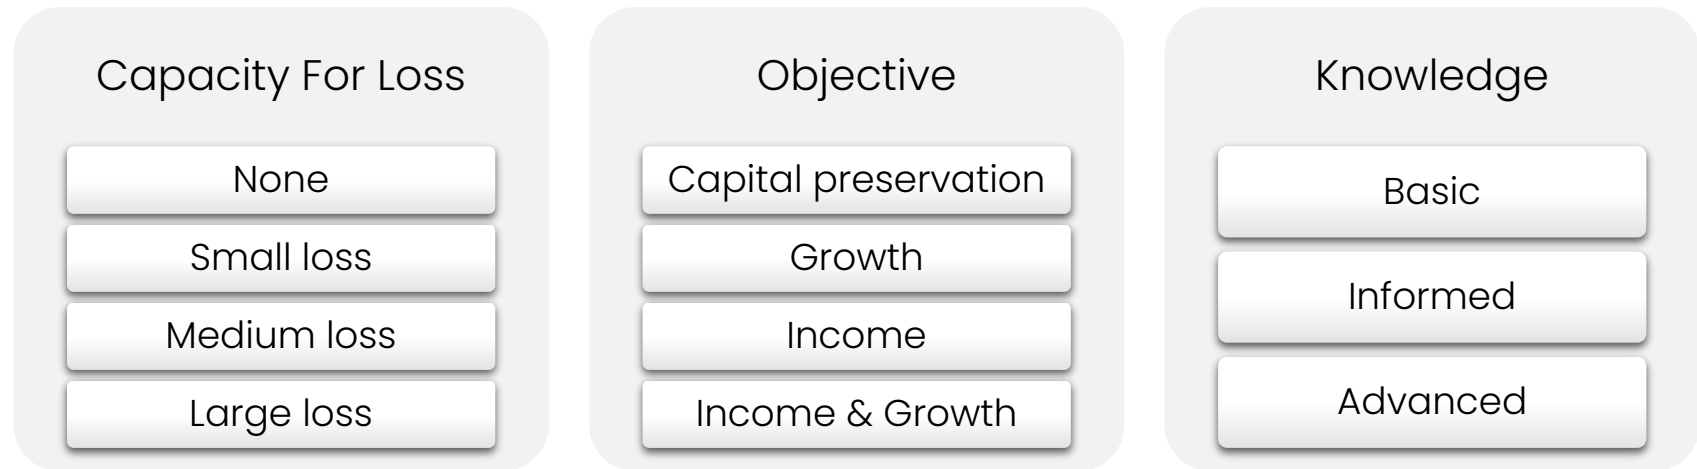 Capacity For Loss
None
Small loss
Medium loss
Large loss
Objective
Capital preservation
Growth
Income
Income & Growth
Knowledge
Basic
Informed
Advanced